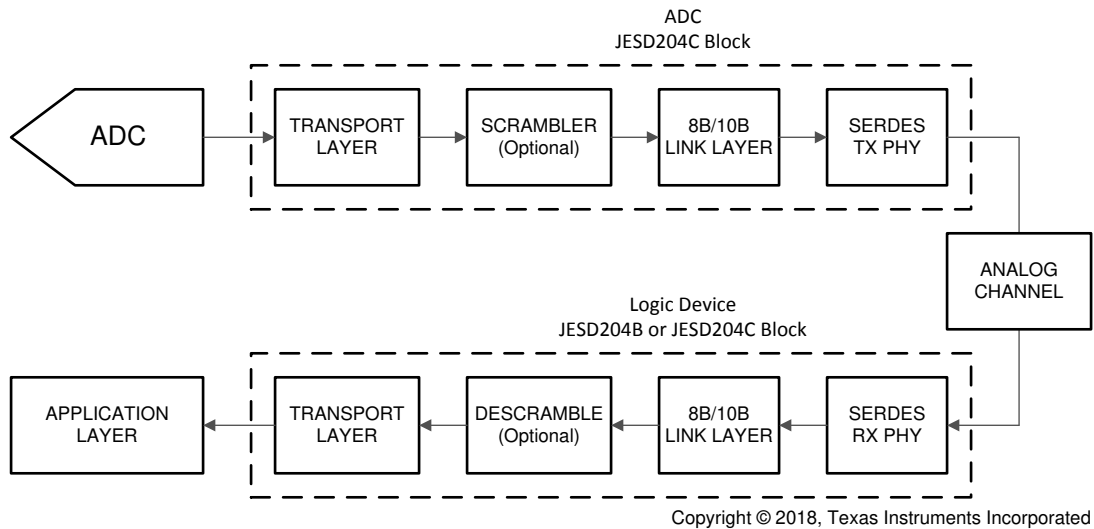 ADC
JESD204C Block
ADC
TRANSPORT
LAYER
SCRAMBLER
(Optional)
8B/10B
LINK LAYER
SERDES
TX PHY
ANALOG
CHANNEL
Logic Device
JESD204B or JESD204C Block
APPLICATION
LAYER
TRANSPORT
LAYER
DESCRAMBLE
(Optional)
8B/10B
LINK LAYER
SERDES
RX PHY
Copyright © 2018, Texas Instruments Incorporated